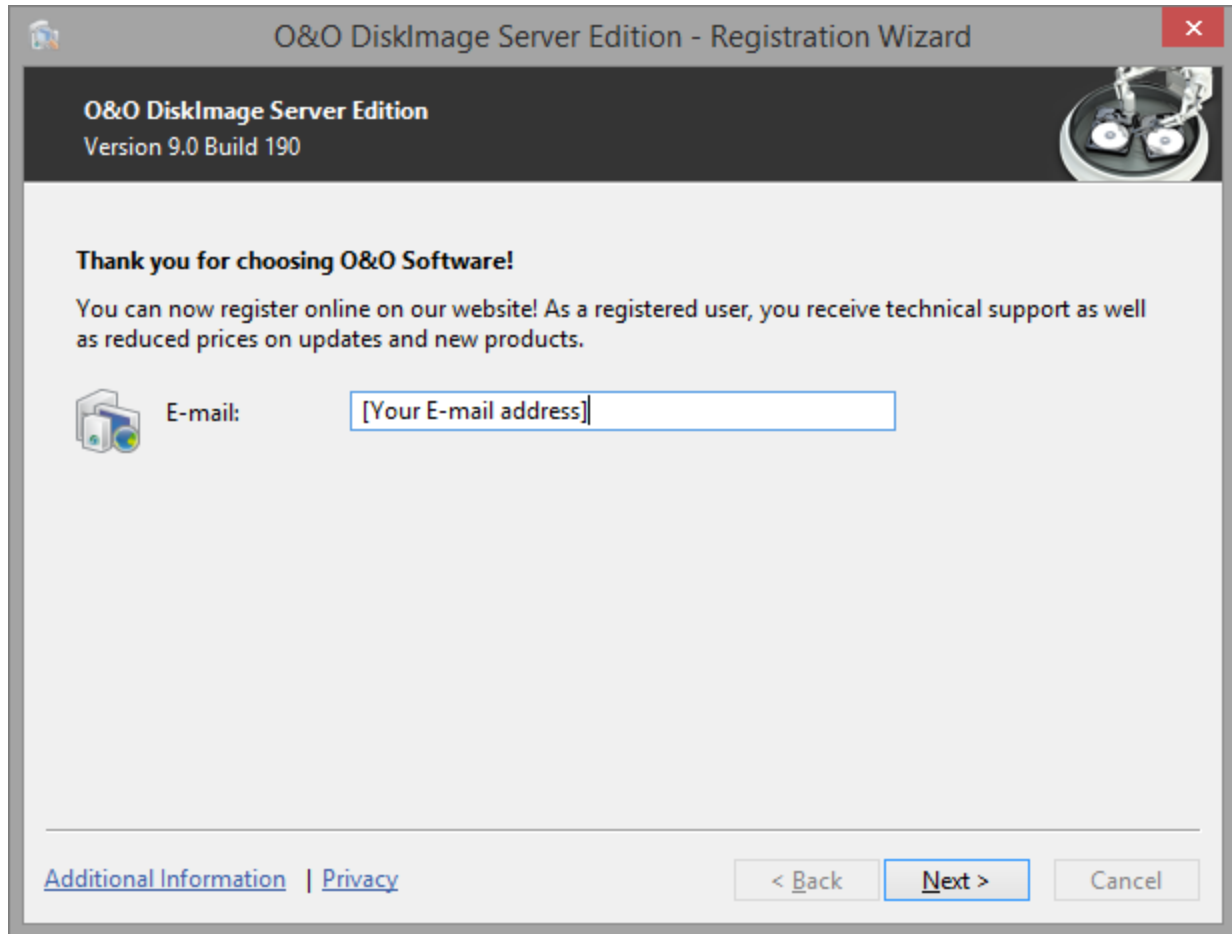 O&O DiskImage Server Edition - Registration Wizard
O&O DiskImage Server Edition
Version 9.0 Build 190
Thank you for choosing O&O Software!
You can now register online on our website! As a registered user, you receive technical support as well
as reduced prices on updates and new products.
E-mail: [Your E-mail address]
Additional Information | Privacy < Back Next > Cancel